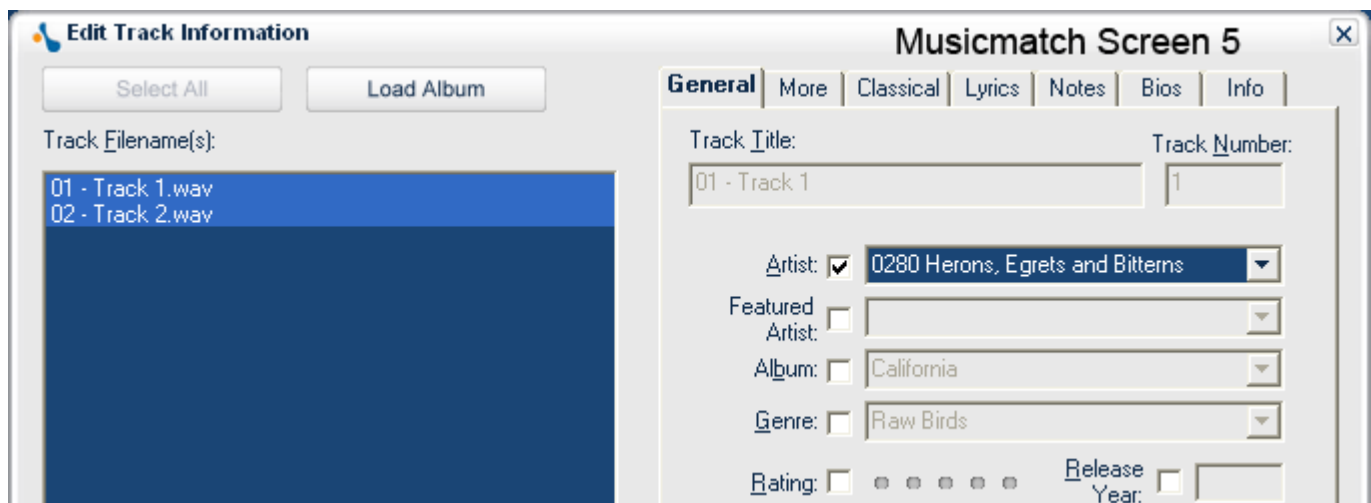 Edit Track Information
Musicmatch Screen 5
Select All
Load Album
General More Classical Lyrics Notes Bios Info
Track Filename(s):
01 - Track 1.wav
02 - Track 2.wav
Track Title:
Track Number:
01 - Track 1
1
Artist:
0280 Herons, Egrets and Bitterns
Featured
Artist:
Album:
California
Genre:
Raw Birds
Rating:
Release
Year: